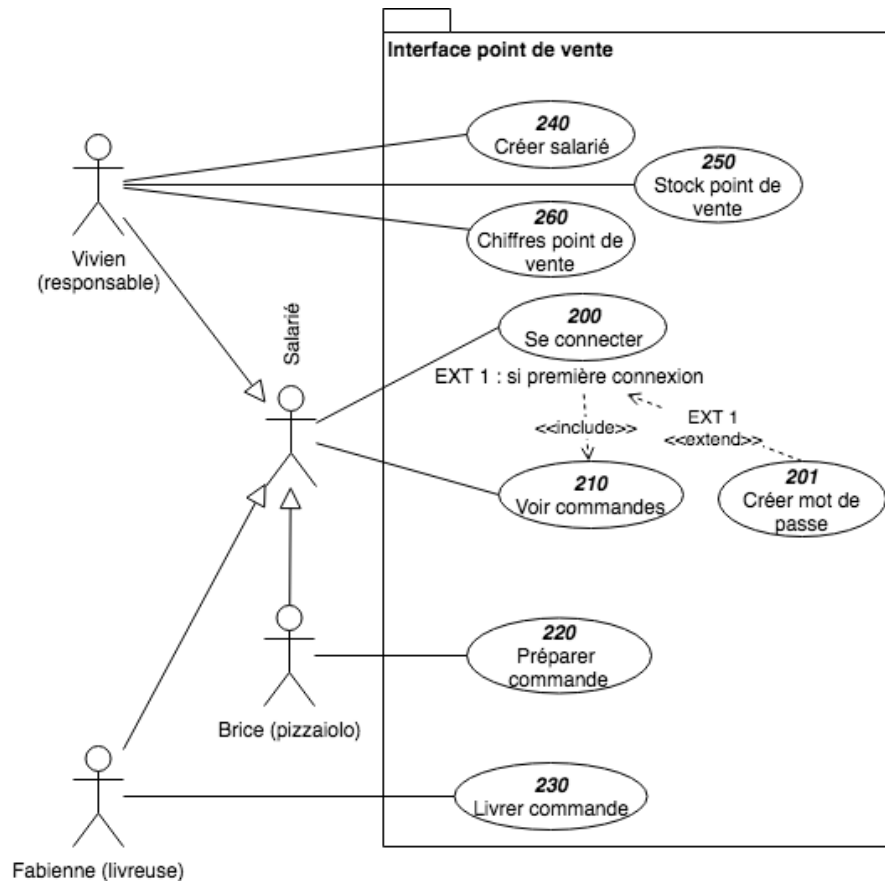 Interface point de vente
240
Créer salarié
250
Stock point de
vente
260
Chiffres point de
vente
Vivien
(responsable)
Salarié
200
Se connecter
EXT 1 : si première connexion
EXT 1
<<include>>
<<extend>>
210
Voir commandes
201
Créer mot de
passe
220
Préparer
commande
Brice (pizzaiolo)
230
Livrer commande
Fabienne (livreuse)